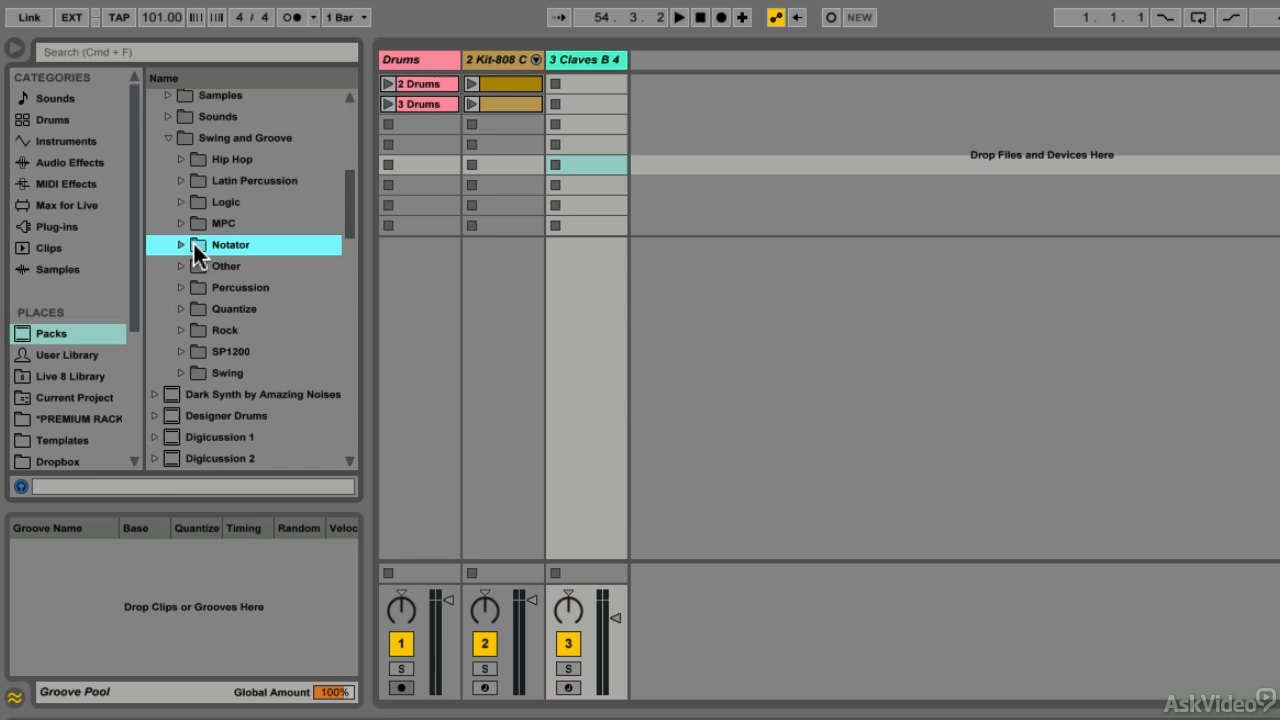 Link EXT TAP 101.00 4 / 4 1 Bar 54. 3. 2 NEW 1. 1. 1
Search (Cmd + F)
CATEGORIES
Sounds
Drums
Instruments
Audio Effects
MIDI Effects
Max for Live
Plug-ins
Clips
Samples
PLACES
Packs
User Library
Live 8 Library
Current Project
*PREMIUM RACK
Templates
Dropbox
Name
Samples
Sounds
Swing and Groove
Hip Hop
Latin Percussion
Logic
MPC
Notator
Other
Percussion
Quantize
Rock
SP1200
Swing
Dark Synth by Amazing Noises
Designer Drums
Digicussion 1
Digicussion 2
Drums 2 Kit-808 C 3 Claves B 4
2 Drums
3 Drums
Drop Files and Devices Here
Groove Name Base Quantize Timing Random Veloc
Drop Clips or Grooves Here
Groove Pool Global Amount 100%
1 2 3
S S S
AskVideo